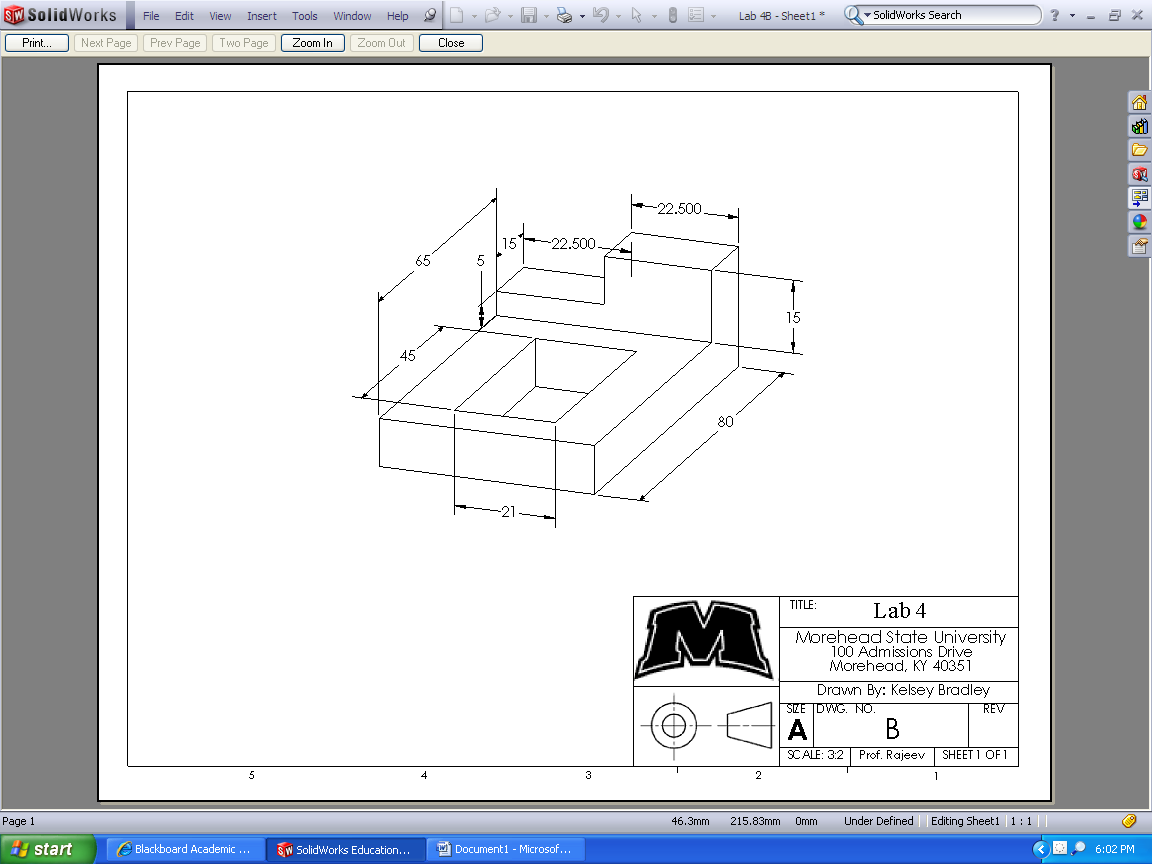 SolidWorks File Edit View Insert Tools Window Help Lab 4B - Sheet1 * SolidWorks Search
Print... Next Page Prev Page Two Page Zoom In Zoom Out Close
22.500
15 22.500
65 5
15
45
80
21
TITLE: Lab 4
Morehead State University
100 Admissions Drive
Morehead, KY 40351
Drawn By: Kelsey Bradley
SIZE DWG. NO. REV
A B
SCALE: 3:2 Prof. Rajeev SHEET 1 OF 1
5 4 3 2 1
Page 1 46.3mm 215.83mm 0mm Under Defined Editing Sheet1 1 : 1
start Blackboard Academic ... SolidWorks Education... Document1 - Microsof... 6:02 PM